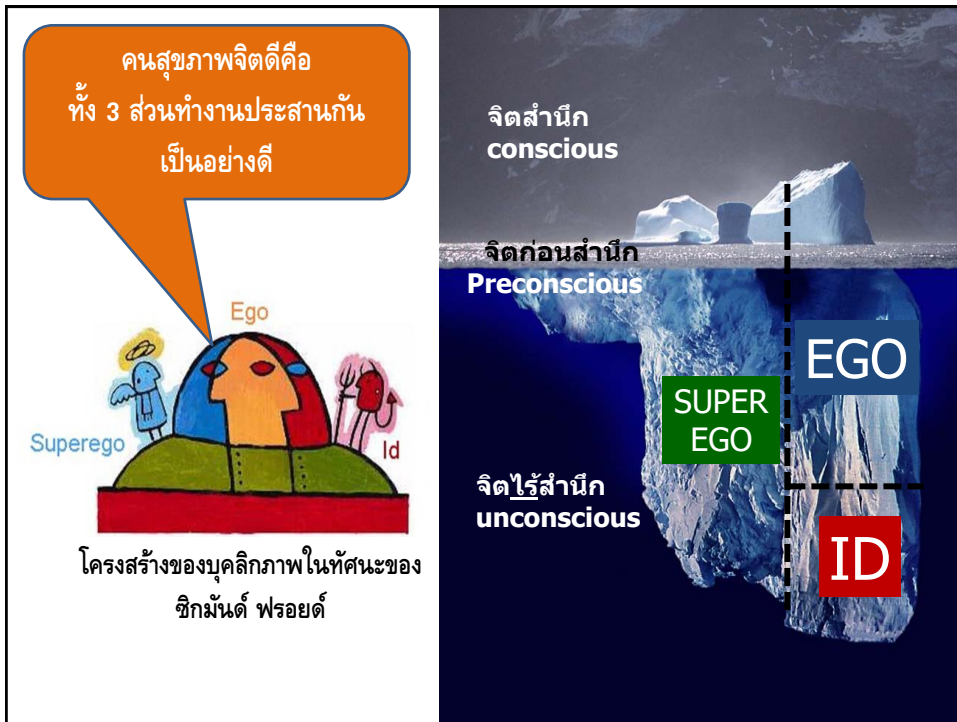 คนสุขภาพจิตดีคือ
ทั้ง 3 ส่วนทำงานประสานกัน
เป็นอย่างดี
Ego
Superego
Id
โครงสร้างของบุคลิกภาพในทัศนะของ
ซิกมันด์ ฟรอยด์
จิตสำนึก
conscious
จิตก่อนสำนึก
Preconscious
EGO
SUPER
EGO
จิตไร้สำนึก
unconscious
ID